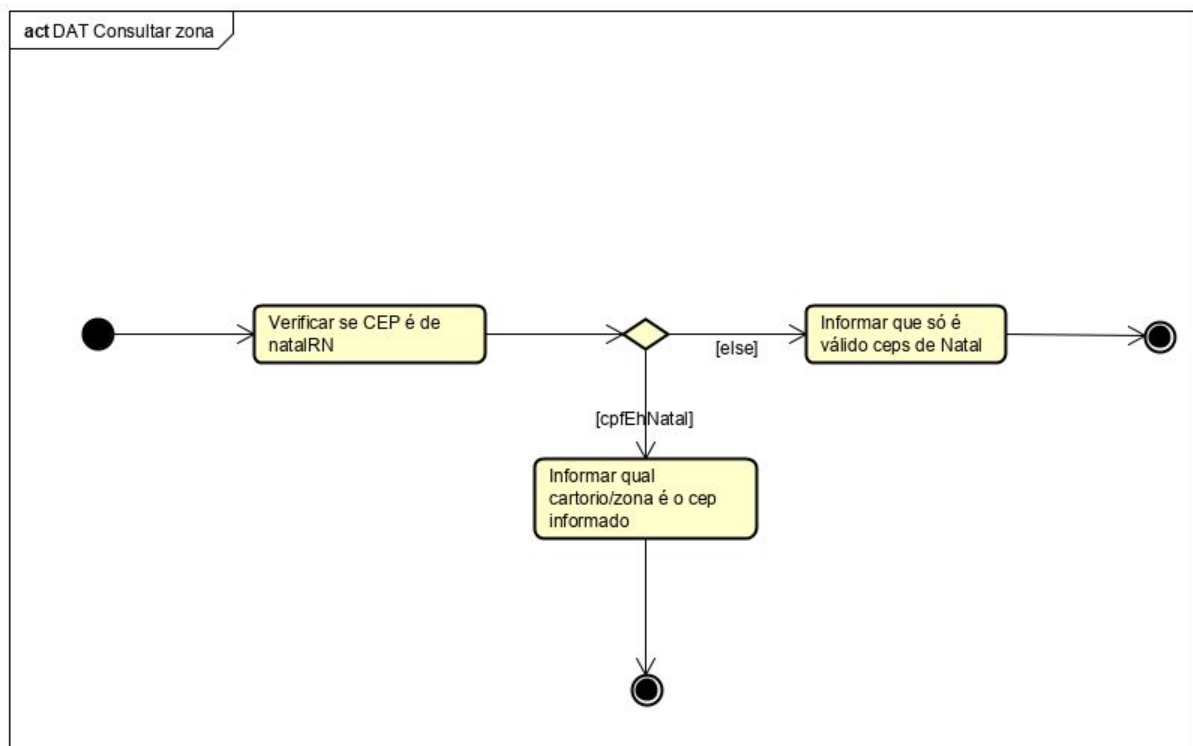 act DAT Consultar zona
Verificar se CEP é de
natalRN
[else]
Informar que só é
válido ceps de Natal
[cpfEhNatal]
Informar qual
cartorio/zona é o cep
informado